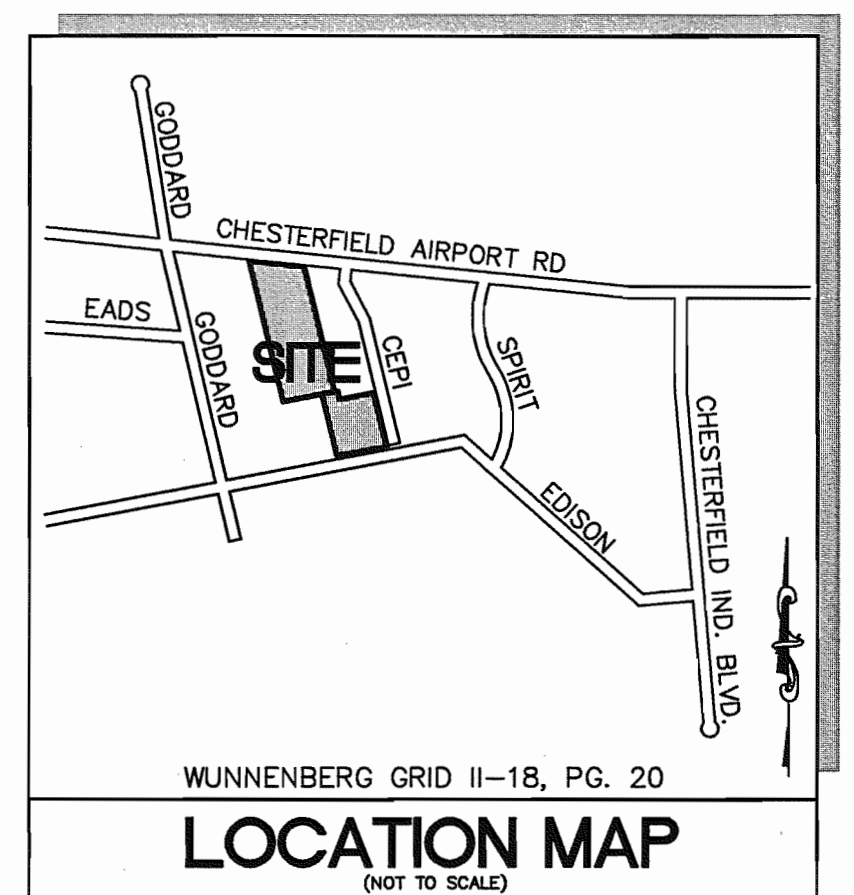 GODDARD
CHESTERFIELD AIRPORT RD
EADS
GODDARD
SITE
CEPI
SPIRIT
CHESTERFIELD IND. BLVD.
EDISON
WUNNENBERG GRID II-18, PG. 20
LOCATION MAP
(NOT TO SCALE)